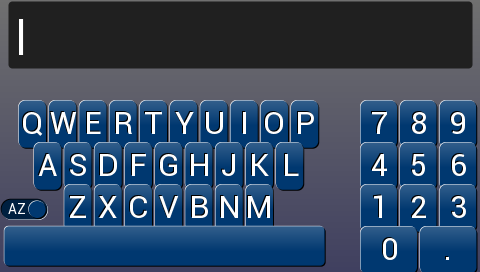 Q W E R T Y U I O P 7 8 9
A S D F G H J K L 4 5 6
AZ Z X C V B N M 1 2 3
0 .